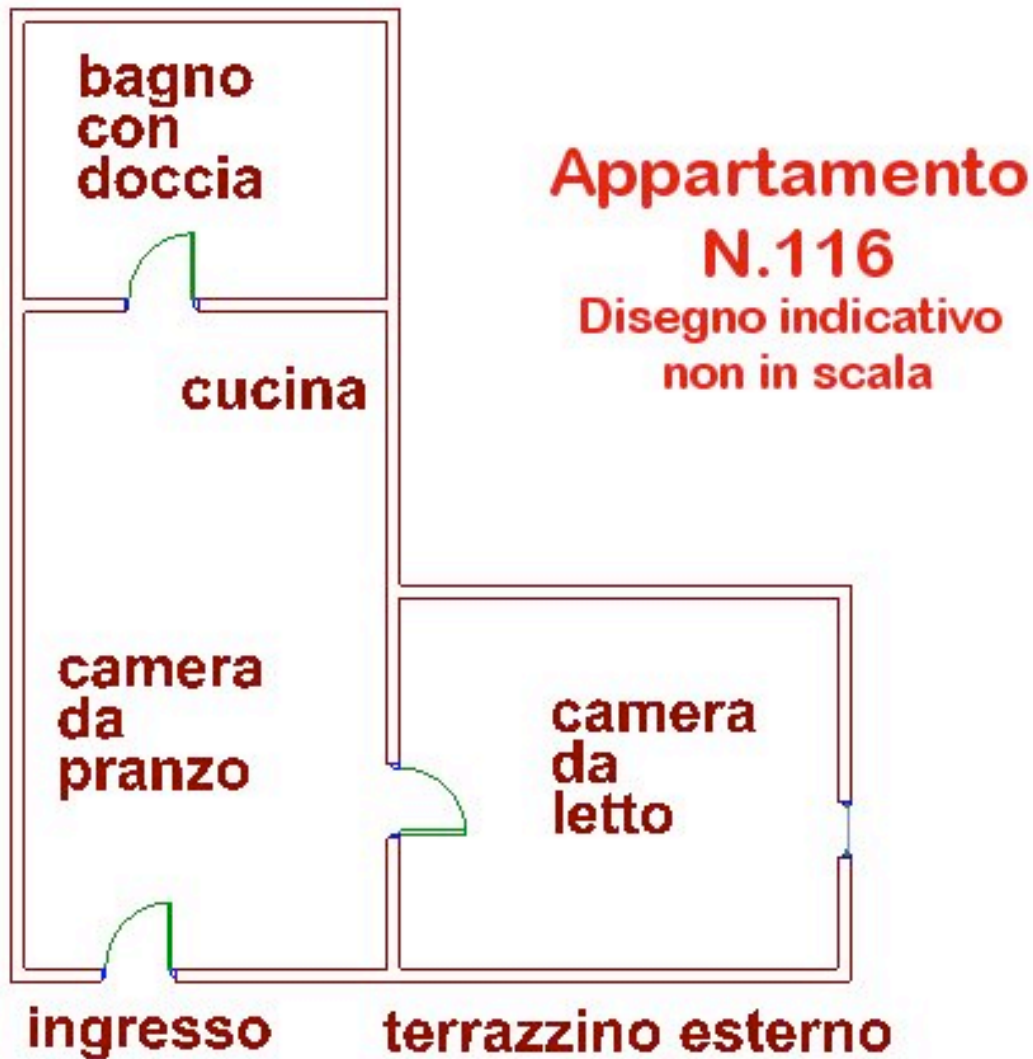 bagno
con
doccia
Appartamento
N.116
Disegno indicativo
non in scala
cucina
camera
da
pranzo
camera
da
letto
ingresso
terrazzino esterno